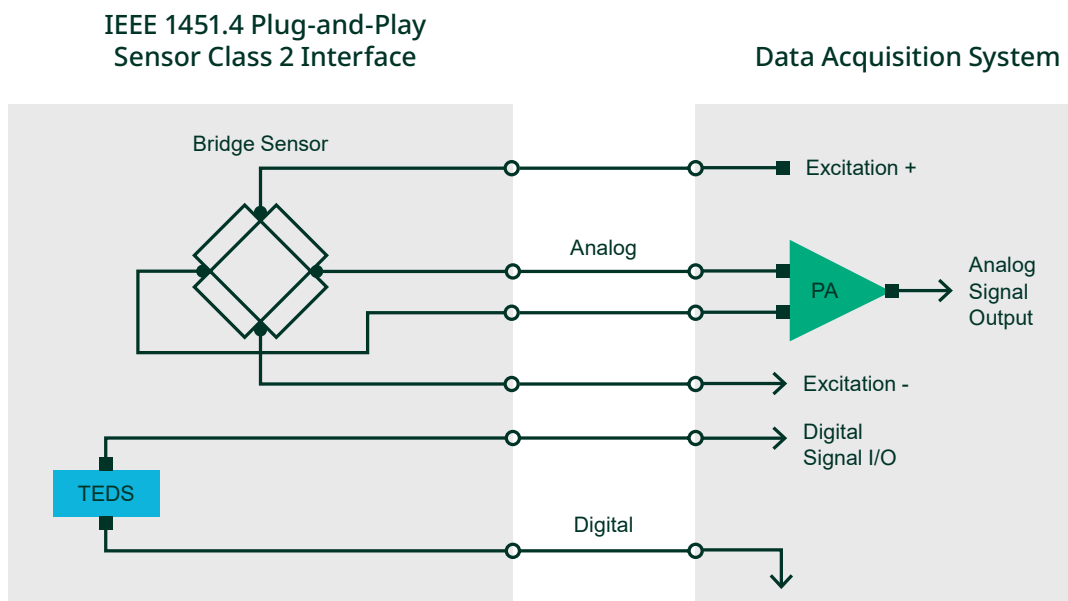 IEEE 1451.4 Plug-and-Play
Sensor Class 2 Interface
Data Acquisition System
Bridge Sensor
Excitation +
Analog
PA
Analog
Signal
Output
Excitation -
Digital
Signal I/O
TEDS
Digital